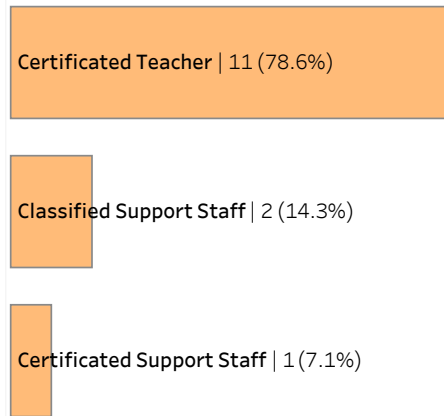 Certificated Teacher | 11 (78.6%)
Classified Support Staff | 2 (14.3%)
Certificated Support Staff | 1 (7.1%)